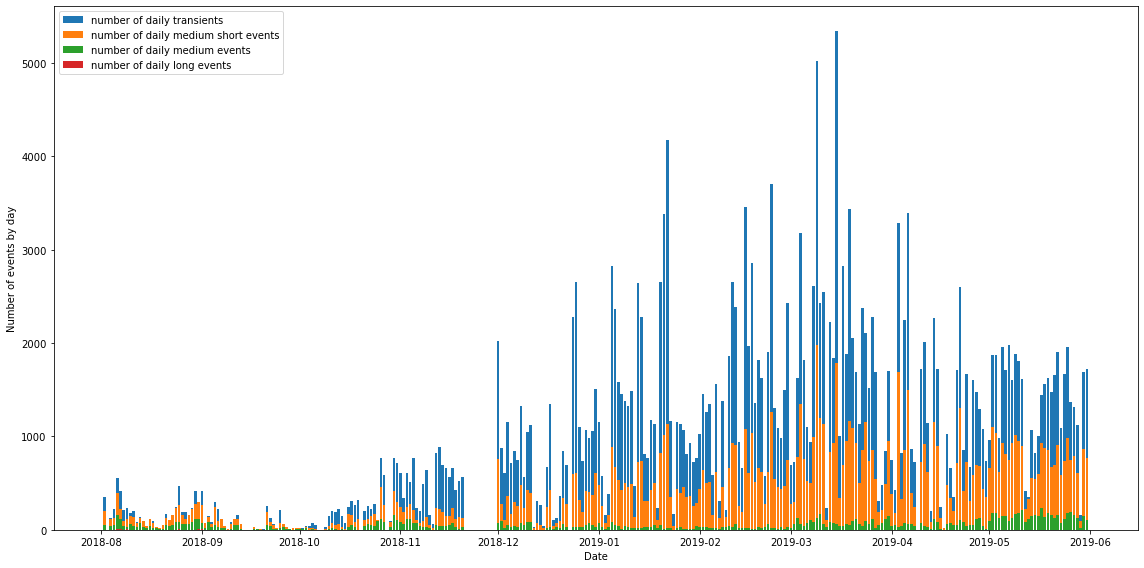 number of daily transients
number of daily medium short events
number of daily medium events
number of daily long events
5000
4000
3000
2000
1000
0
Number of events by day
2018-08
2018-09
2018-10
2018-11
2018-12
2019-01
2019-02
2019-03
2019-04
2019-05
2019-06
Date